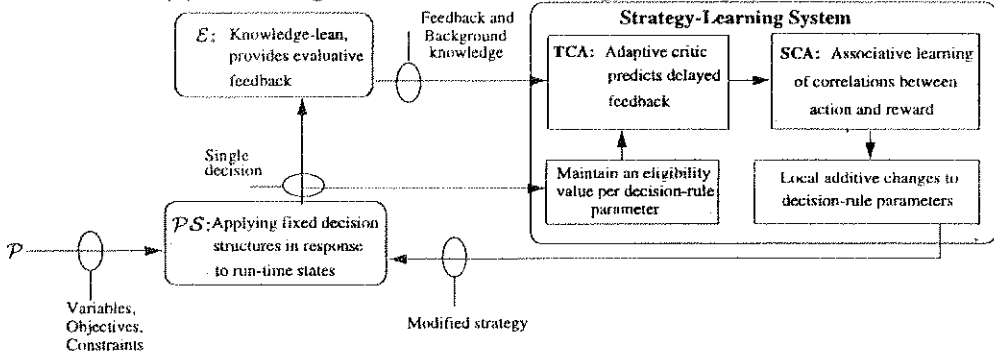 Feedback and
Background
knowledge
Strategy-Learning System
ℰ: Knowledge-lean,
provides evaluative
feedback
TCA: Adaptive critic
predicts delayed
feedback
SCA: Associative learning
of correlations between
action and reward
Single
decision
Maintain an eligibility
value per decision-rule
parameter
Local additive changes to
decision-rule parameters
𝒫𝒮: Applying fixed decision
structures in response
to run-time states
𝒫
Variables,
Objectives,
Constraints
Modified strategy